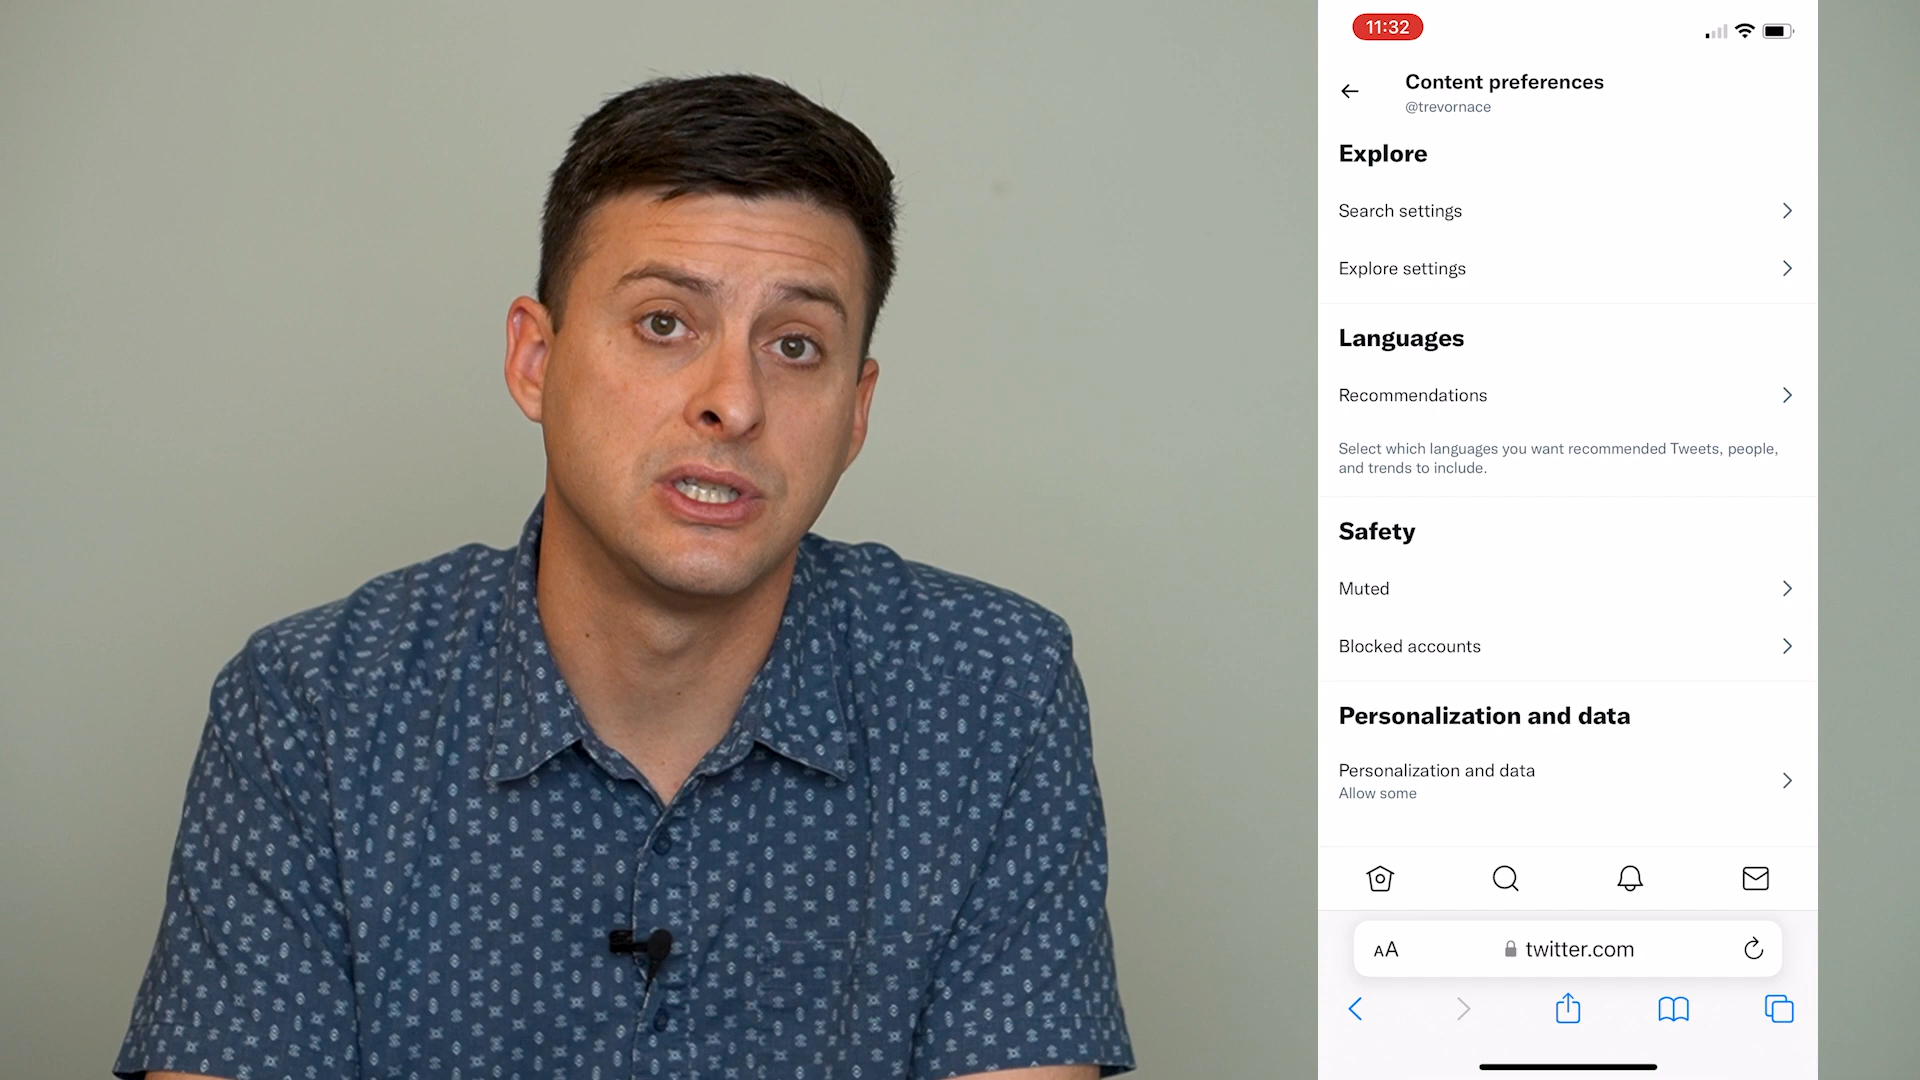 11:32
Content preferences
@trevornace
Explore
Search settings
Explore settings
Languages
Recommendations
Select which languages you want recommended Tweets, people,
and trends to include.
Safety
Muted
Blocked accounts
Personalization and data
Personalization and data
Allow some
AA
twitter.com